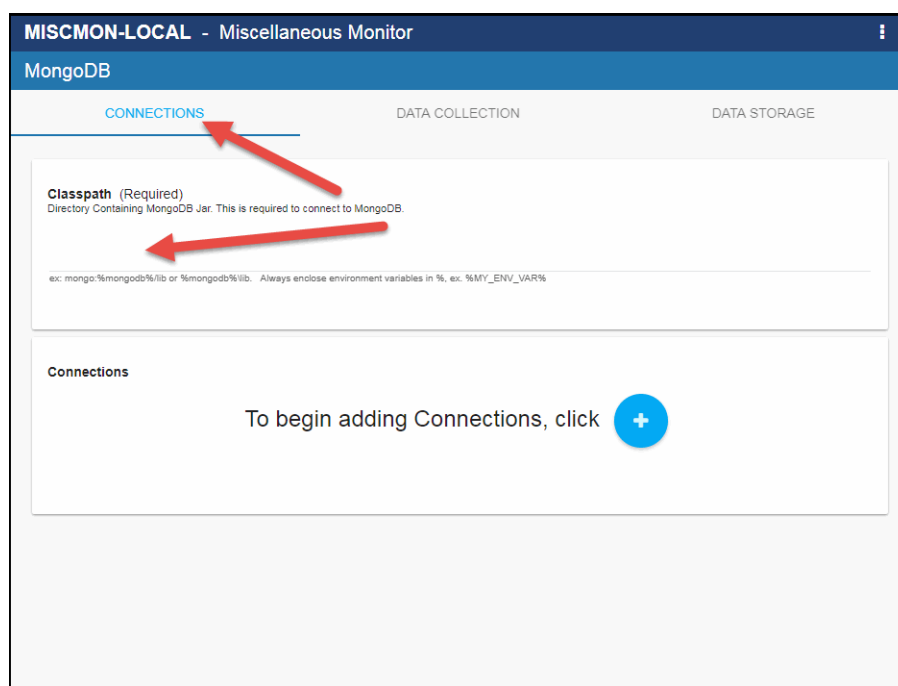 MISCMON-LOCAL - Miscellaneous Monitor
MongoDB
CONNECTIONS DATA COLLECTION DATA STORAGE
Classpath (Required)
Directory Containing MongoDB Jar. This is required to connect to MongoDB.
ex: mongo:%mongodb%/lib or %mongodb%\lib. Always enclose environment variables in %, ex. %MY_ENV_VAR%
Connections
To begin adding Connections, click +